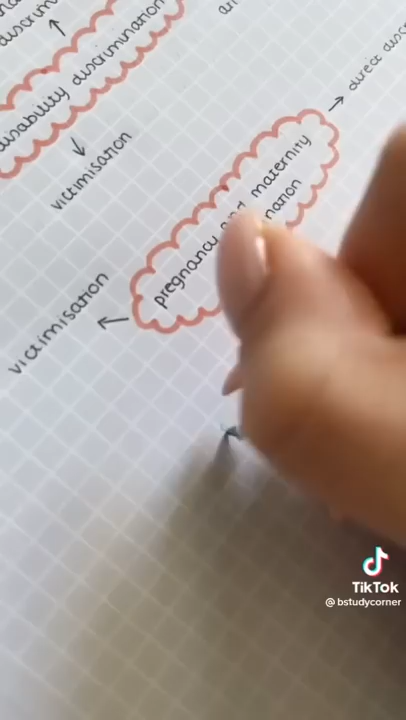 disability discrimination
victimisation
direct
pregnancy and maternity
victimisation
TikTok
@bstudycorner